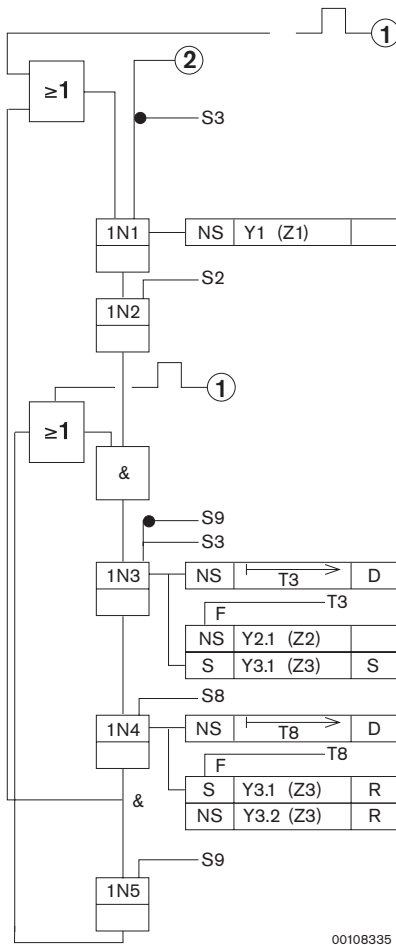 1
≥1
2
S3
1N1 NS Y1 (Z1)
S2
1N2
1
≥1
&
S9
S3
1N3 NS T3 D
T3
F
NS Y2.1 (Z2)
S Y3.1 (Z3) S
S8
1N4 NS T8 D
T8
F
S Y3.1 (Z3) R
& NS Y3.2 (Z3) R
S9
1N5
00108335